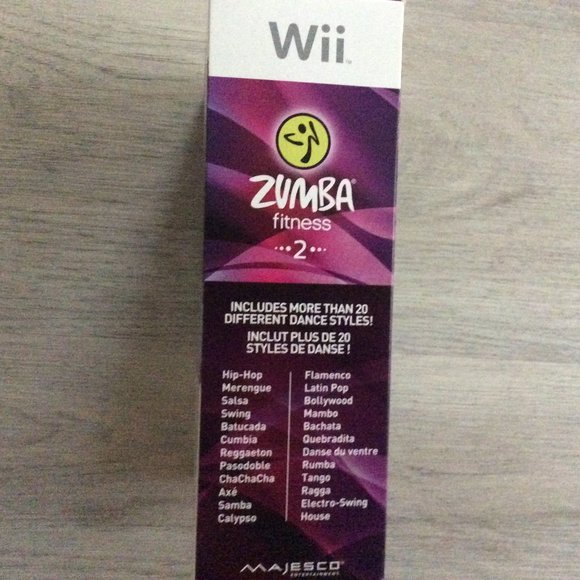 Wii
ZUMBA®
fitness
2
INCLUDES MORE THAN 20
DIFFERENT DANCE STYLES!
INCLUT PLUS DE 20
STYLES DE DANSE !
Hip-Hop
Merengue
Salsa
Swing
Batucada
Cumbia
Reggaeton
Pasodoble
ChaChaCha
Axé
Samba
Calypso
Flamenco
Latin Pop
Bollywood
Mambo
Bachata
Quebradita
Danse du ventre
Rumba
Tango
Ragga
Electro-Swing
House
MAJESCO
ENTERTAINMENT